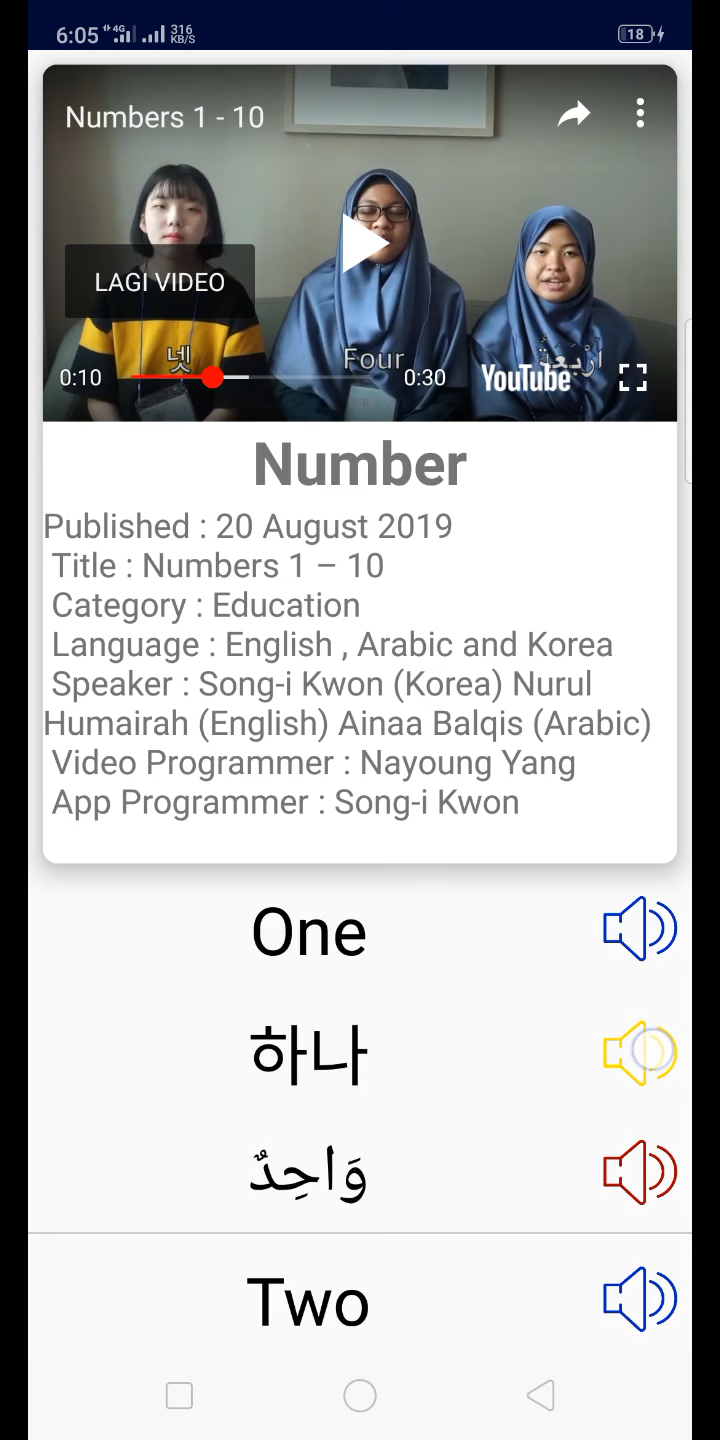 6:05 4G 316 KB/S 18
Numbers 1 - 10
LAGI VIDEO
넷 Four أَرْبَعَةٌ
0:10 0:30 YouTube
Number
Published : 20 August 2019
Title : Numbers 1 – 10
Category : Education
Language : English , Arabic and Korea
Speaker : Song-i Kwon (Korea) Nurul
Humairah (English) Ainaa Balqis (Arabic)
Video Programmer : Nayoung Yang
App Programmer : Song-i Kwon
One
하나
وَاحِدٌ
Two